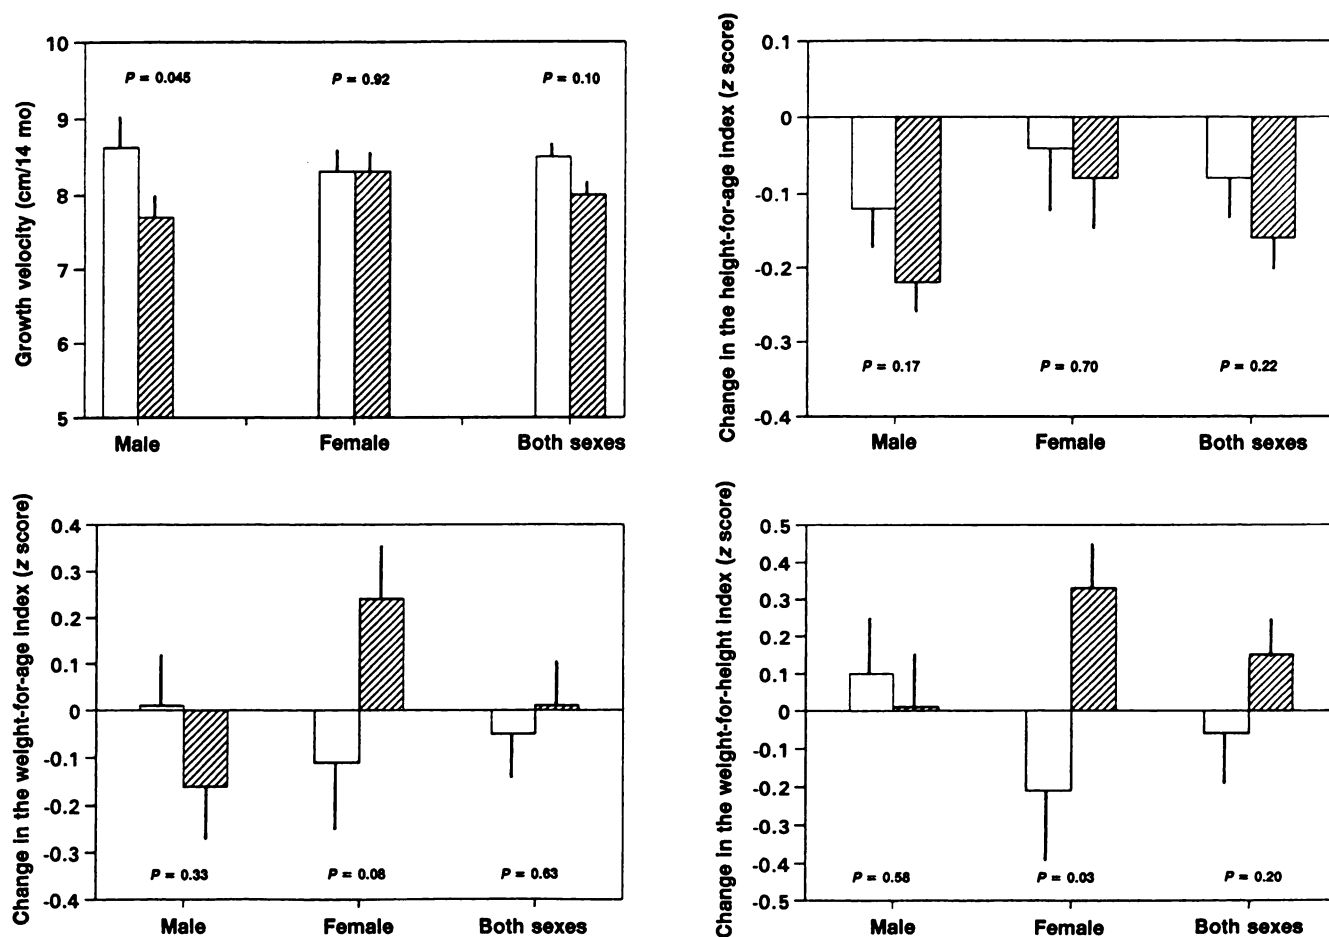 Growth velocity (cm/14 mo)
10
9
8
7
6
5
P = 0.045
P = 0.92
P = 0.10
Male
Female
Both sexes
Change in the height-for-age index (z score)
0.1
0
-0.1
-0.2
-0.3
-0.4
P = 0.17
P = 0.70
P = 0.22
Male
Female
Both sexes
Change in the weight-for-age index (z score)
0.4
0.3
0.2
0.1
0
-0.1
-0.2
-0.3
-0.4
P = 0.33
P = 0.08
P = 0.63
Male
Female
Both sexes
Change in the weight-for-height index (z score)
0.5
0.4
0.3
0.2
0.1
0
-0.1
-0.2
-0.3
-0.4
-0.5
P = 0.58
P = 0.03
P = 0.20
Male
Female
Both sexes